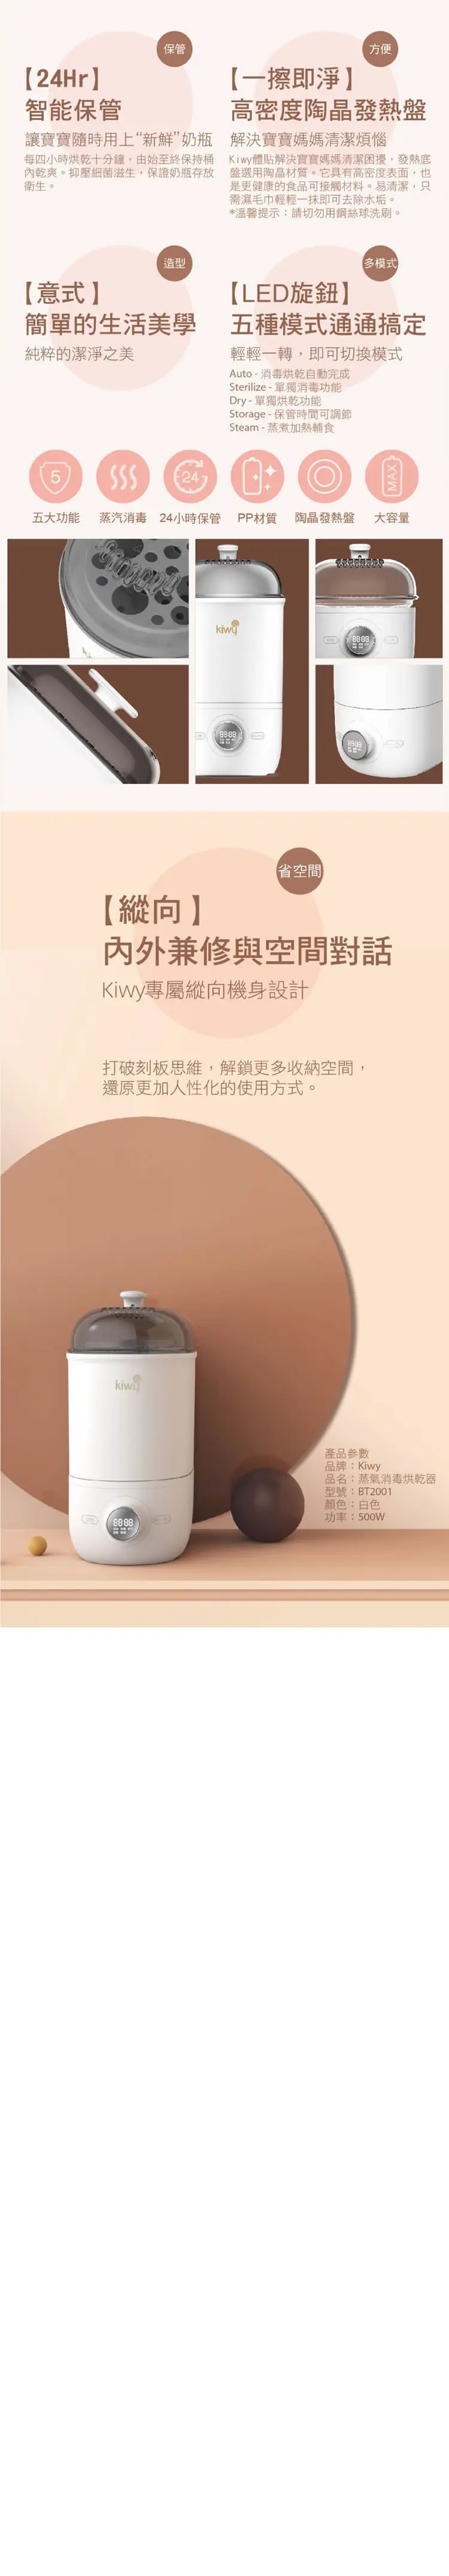 保管
【24Hr】
智能保管
讓寶寶隨時用上“新鮮”奶瓶
每四小時烘乾十分鐘，由始至終保持桶
內乾爽。抑壓細菌滋生，保證奶瓶存放
衛生。
方便
【一擦即淨】
高密度陶晶發熱盤
解決寶寶媽媽清潔煩惱
Kiwy體貼解決寶寶媽媽清潔困擾，發熱底
盤選用陶晶材質。它具有高密度表面，也
是更健康的食品可接觸材料。易清潔，只
需濕毛巾輕輕一抹即可去除水垢。
*溫馨提示：請切勿用鋼絲球洗刷。
造型
【意式】
簡單的生活美學
純粹的潔淨之美
多模式
【LED旋鈕】
五種模式通通搞定
輕輕一轉，即可切換模式
Auto - 消毒烘乾自動完成
Sterilize - 單獨消毒功能
Dry - 單獨烘乾功能
Storage - 保管時間可調節
Steam - 蒸煮加熱輔食
5
24
MAX
五大功能 蒸汽消毒 24小時保管 PP材質 陶晶發熱盤 大容量
kiwy
88:88
88:88
88:88
省空間
【縱向】
內外兼修與空間對話
Kiwy專屬縱向機身設計
打破刻板思維，解鎖更多收納空間，
還原更加人性化的使用方式。
kiwy
88:88
產品參數
品牌：Kiwy
品名：蒸氣消毒烘乾器
型號：BT2001
顏色：白色
功率：500W